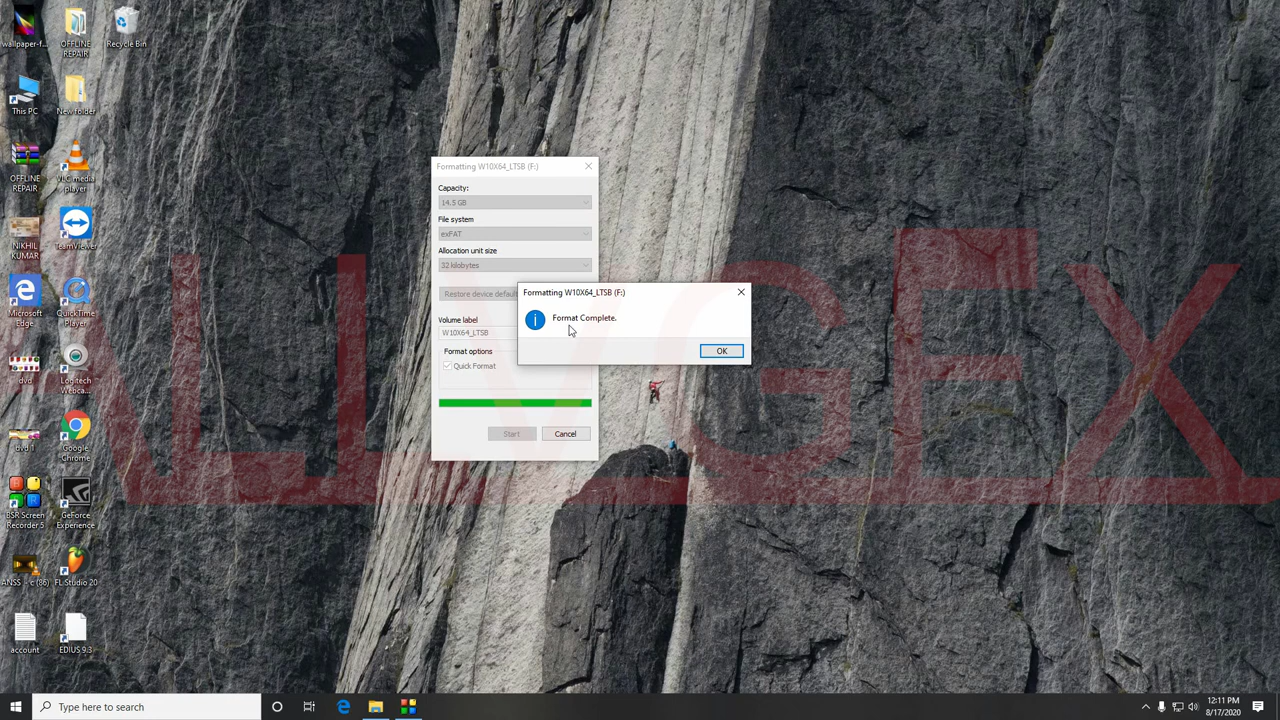 wallpaper-f...
OFFLINE
REPAIR
Recycle Bin
This PC
New folder
OFFLINE
REPAIR
VLC media
player
NIKHIL
KUMAR
TeamViewer
Microsoft
Edge
QuickTime
Player
dvd
Logitech
Webca...
dvd 1
Google
Chrome
BSR Screen
Recorder 5
GeForce
Experience
ANSS - c (86)
FL Studio 20
account
EDIUS 9.3
Formatting W10X64_LTSB (F:)
Capacity:
14.5 GB
File system
exFAT
Allocation unit size
32 kilobytes
Restore device default
Volume label
W10X64_LTSB
Format options
Quick Format
Start
Cancel
Formatting W10X64_LTSB (F:)
Format Complete.
OK
ALLVGFX
Type here to search
12:11 PM
8/17/2020